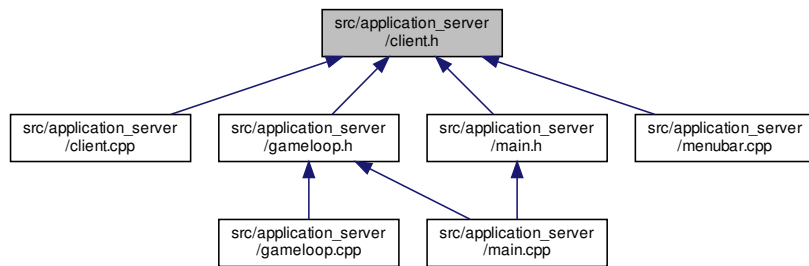 src/application_server
/client.h
src/application_server
/client.cpp
src/application_server
/gameloop.h
src/application_server
/main.h
src/application_server
/menubar.cpp
src/application_server
/gameloop.cpp
src/application_server
/main.cpp